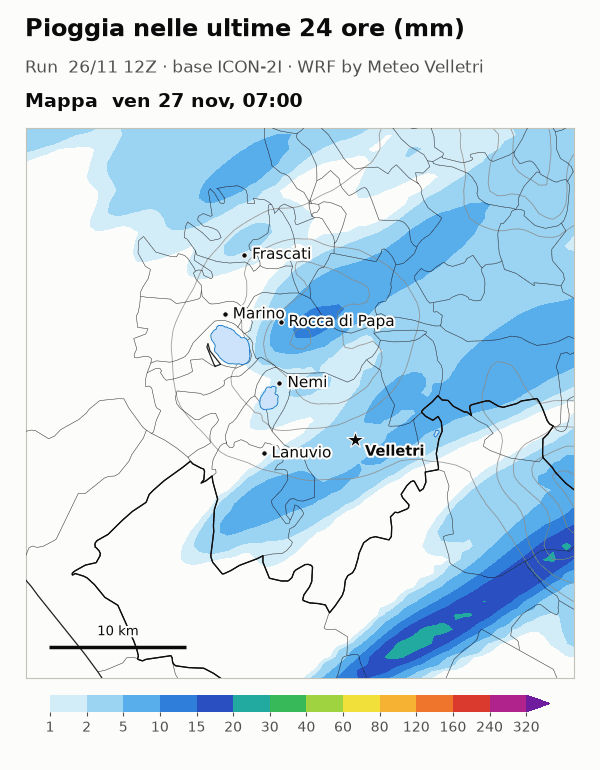 Pioggia nelle ultime 24 ore (mm)
Run 26/11 12Z · base ICON-2I · WRF by Meteo Velletri
Mappa ven 27 nov, 07:00
Frascati
Marino
Rocca di Papa
Nemi
Velletri
Lanuvio
10 km
1 2 5 10 15 20 30 40 60 80 120 160 240 320